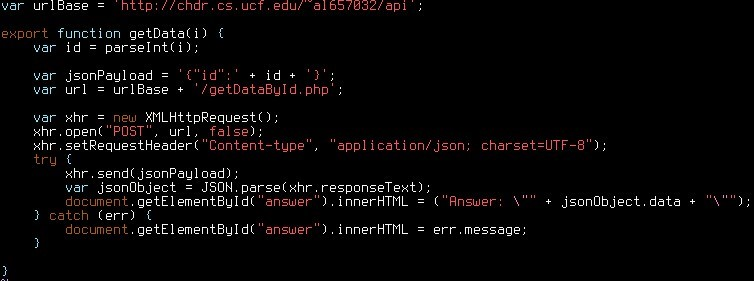 var urlBase = 'http://chdr.cs.ucf.edu/~al657032/api';
export function getData(i) {
var id = parseInt(i);
var jsonPayload = '{"id":' + id + '}';
var url = urlBase + '/getDataById.php';
var xhr = new XMLHttpRequest();
xhr.open("POST", url, false);
xhr.setRequestHeader("Content-type", "application/json; charset=UTF-8");
try {
xhr.send(jsonPayload);
var jsonObject = JSON.parse(xhr.responseText);
document.getElementById("answer").innerHTML = ("Answer: \"" + jsonObject.data + "\"");
} catch (err) {
document.getElementById("answer").innerHTML = err.message;
}
}